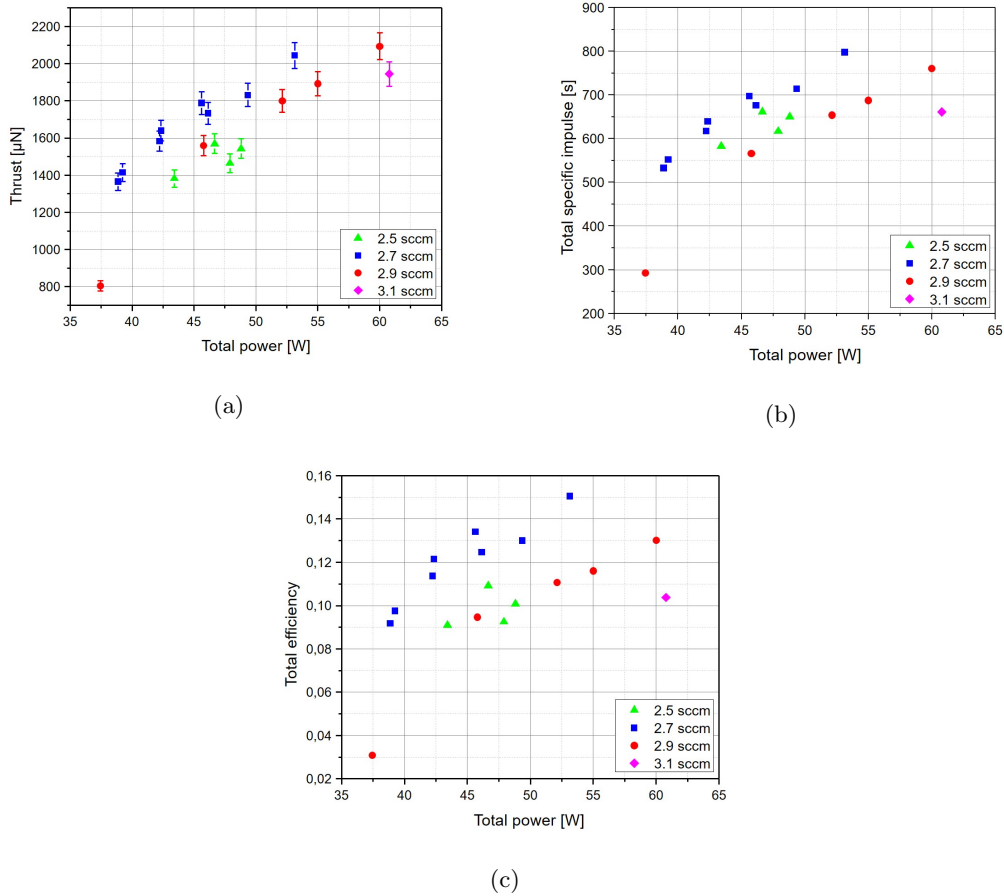 2200
2000
1800
1600
1400
1200
1000
800
Thrust [µN]
35 40 45 50 55 60 65
Total power [W]
2.5 sccm
2.7 sccm
2.9 sccm
3.1 sccm
(a)
900
800
700
600
500
400
300
200
Total specific impulse [s]
35 40 45 50 55 60 65
Total power [W]
2.5 sccm
2.7 sccm
2.9 sccm
3.1 sccm
(b)
0,16
0,14
0,12
0,10
0,08
0,06
0,04
0,02
Total efficiency
35 40 45 50 55 60 65
Total power [W]
2.5 sccm
2.7 sccm
2.9 sccm
3.1 sccm
(c)